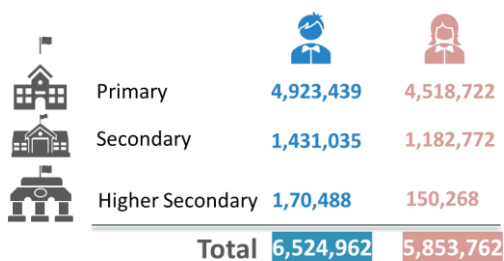 Primary 4,923,439 4,518,722
Secondary 1,431,035 1,182,772
Higher Secondary 1,70,488 150,268
Total 6,524,962 5,853,762